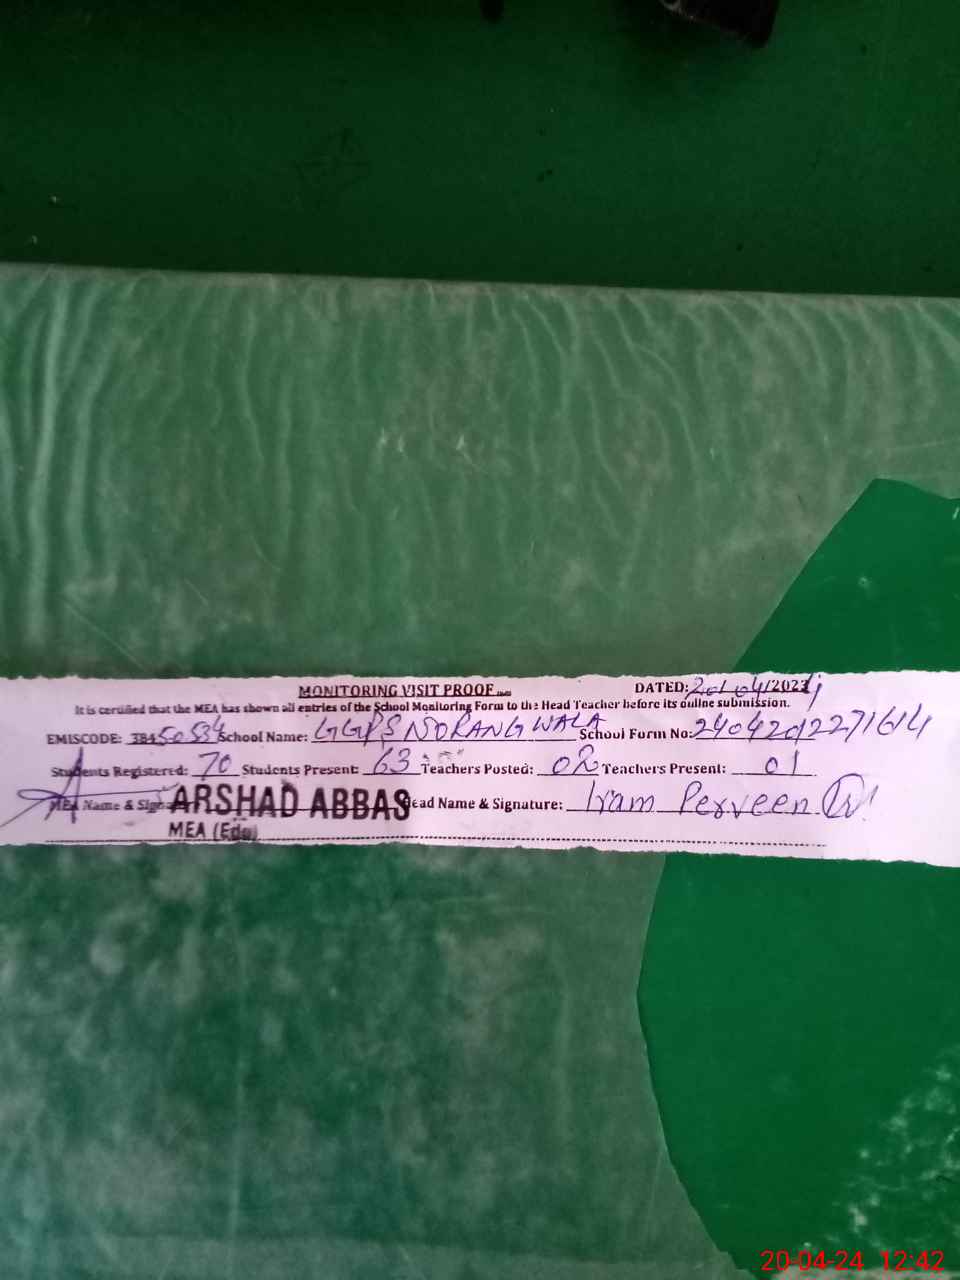 MONITORING VISIT PROOF
DATED: 20/04/2024
It is certified that the MEA has shown all entries of the School Monitoring Form to the Head Teacher before its online submission.
EMISCODE: 38450534 School Name: GGPS NORANG WALA School Form No:
Students Registered: 70 Students Present: 63 Teachers Posted: 02 Teachers Present: 01
MEA Name & Signature ARSHAD ABBAS Head Name & Signature: Iram Perveen
MEA (Edu)
20-04-24 12:42